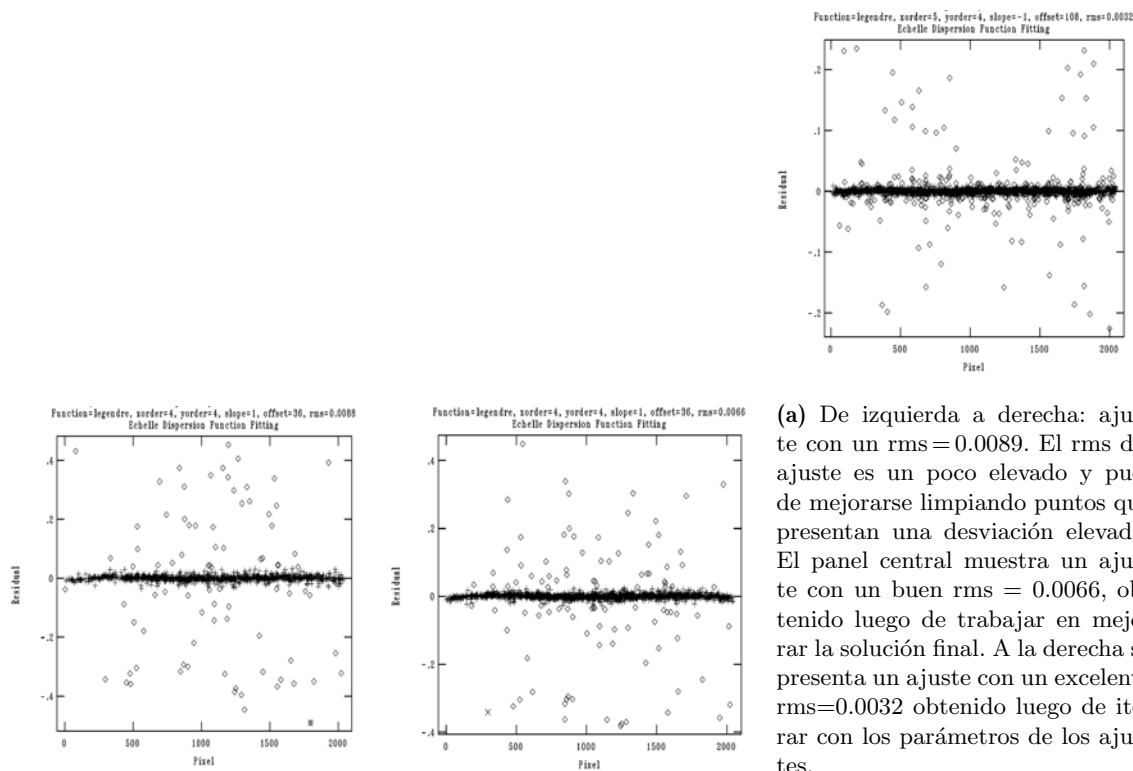 Function=legendre, xorder=5, yorder=4, slope=-1, offset=108, rms=0.0032
Echelle Dispersion Function Fitting
.2
.1
0
-.1
-.2
Residual
0 500 1000 1500 2000
Pixel
Function=legendre, xorder=4, yorder=4, slope=1, offset=36, rms=0.0088
Echelle Dispersion Function Fitting
.4
.2
0
-.2
-.4
Residual
0 500 1000 1500 2000
Pixel
Function=legendre, xorder=4, yorder=4, slope=1, offset=36, rms=0.0066
Echelle Dispersion Function Fitting
.4
.2
0
-.2
-.4
Residual
0 500 1000 1500 2000
Pixel
(a) De izquierda a derecha: aju
te con un rms = 0.0089. El rms d
ajuste es un poco elevado y pue
de mejorarse limpiando puntos qu
presentan una desviación elevad
El panel central muestra un aju
te con un buen rms = 0.0066, ob
tenido luego de trabajar en mejo
rar la solución final. A la derecha s
presenta un ajuste con un excelent
rms=0.0032 obtenido luego de ite
rar con los parámetros de los aju
tes.